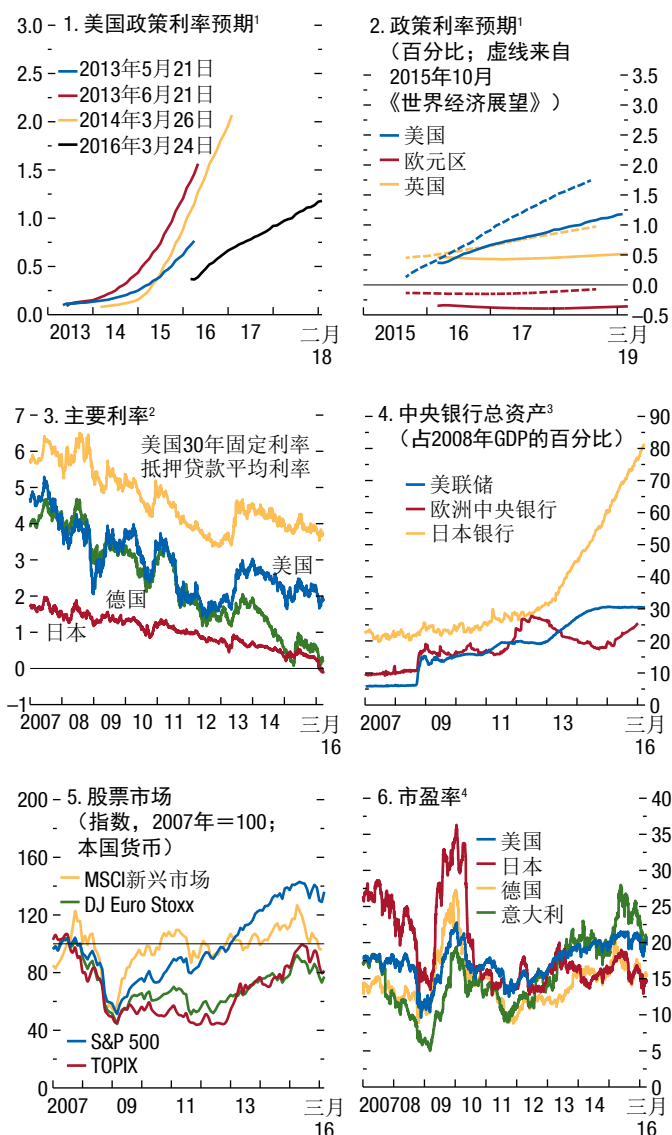 1. 美国政策利率预期¹
3.0
2.5
2.0
1.5
1.0
0.5
0.0
2013年5月21日
2013年6月21日
2014年3月26日
2016年3月24日
2013 14 15 16 17 二月
18
2. 政策利率预期¹
(百分比；虚线来自
2015年10月
《世界经济展望》)
美国
欧元区
英国
3.5
3.0
2.5
2.0
1.5
1.0
0.5
0.0
–0.5
2015 16 17 三月
19
3. 主要利率²
7
6
5
4
3
2
1
0
–1
美国30年固定利率
抵押贷款平均利率
美国
德国
日本
2007 08 09 10 11 12 13 14 三月
16
4. 中央银行总资产³
(占2008年GDP的百分比)
美联储
欧洲中央银行
日本银行
90
80
70
60
50
40
30
20
10
0
2007 09 11 13 三月
16
5. 股票市场
(指数，2007年＝100；
本国货币)
200
160
120
80
40
0
MSCI新兴市场
DJ Euro Stoxx
S&P 500
TOPIX
2007 09 11 13 三月
16
6. 市盈率⁴
美国
日本
德国
意大利
40
35
30
25
20
15
10
5
0
2007 08 09 10 11 12 13 14 三月
16